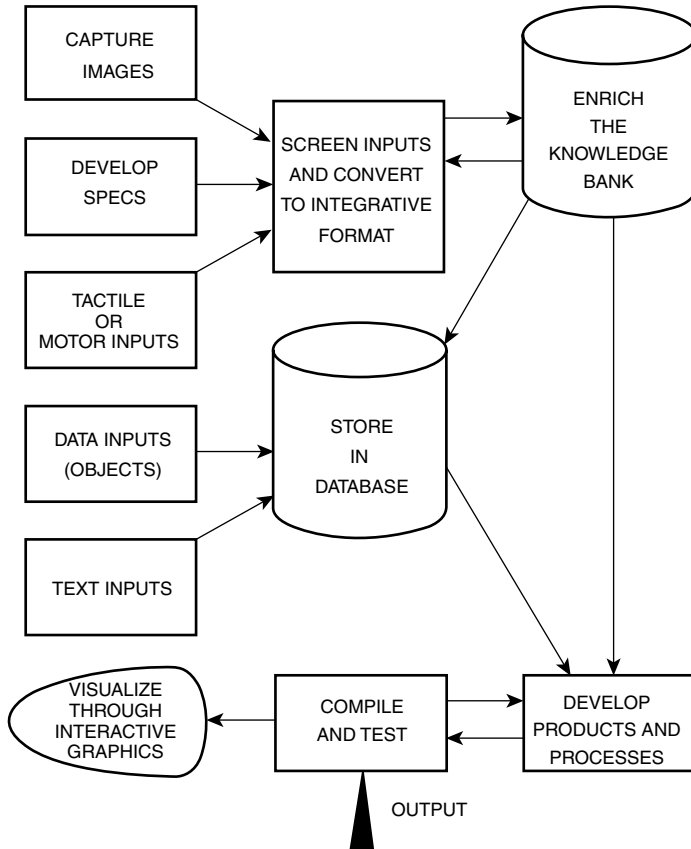 CAPTURE
IMAGES
DEVELOP
SPECS
TACTILE
OR
MOTOR INPUTS
DATA INPUTS
(OBJECTS)
TEXT INPUTS
SCREEN INPUTS
AND CONVERT
TO INTEGRATIVE
FORMAT
ENRICH
THE
KNOWLEDGE
BANK
STORE
IN
DATABASE
VISUALIZE
THROUGH
INTERACTIVE
GRAPHICS
COMPILE
AND TEST
DEVELOP
PRODUCTS AND
PROCESSES
OUTPUT